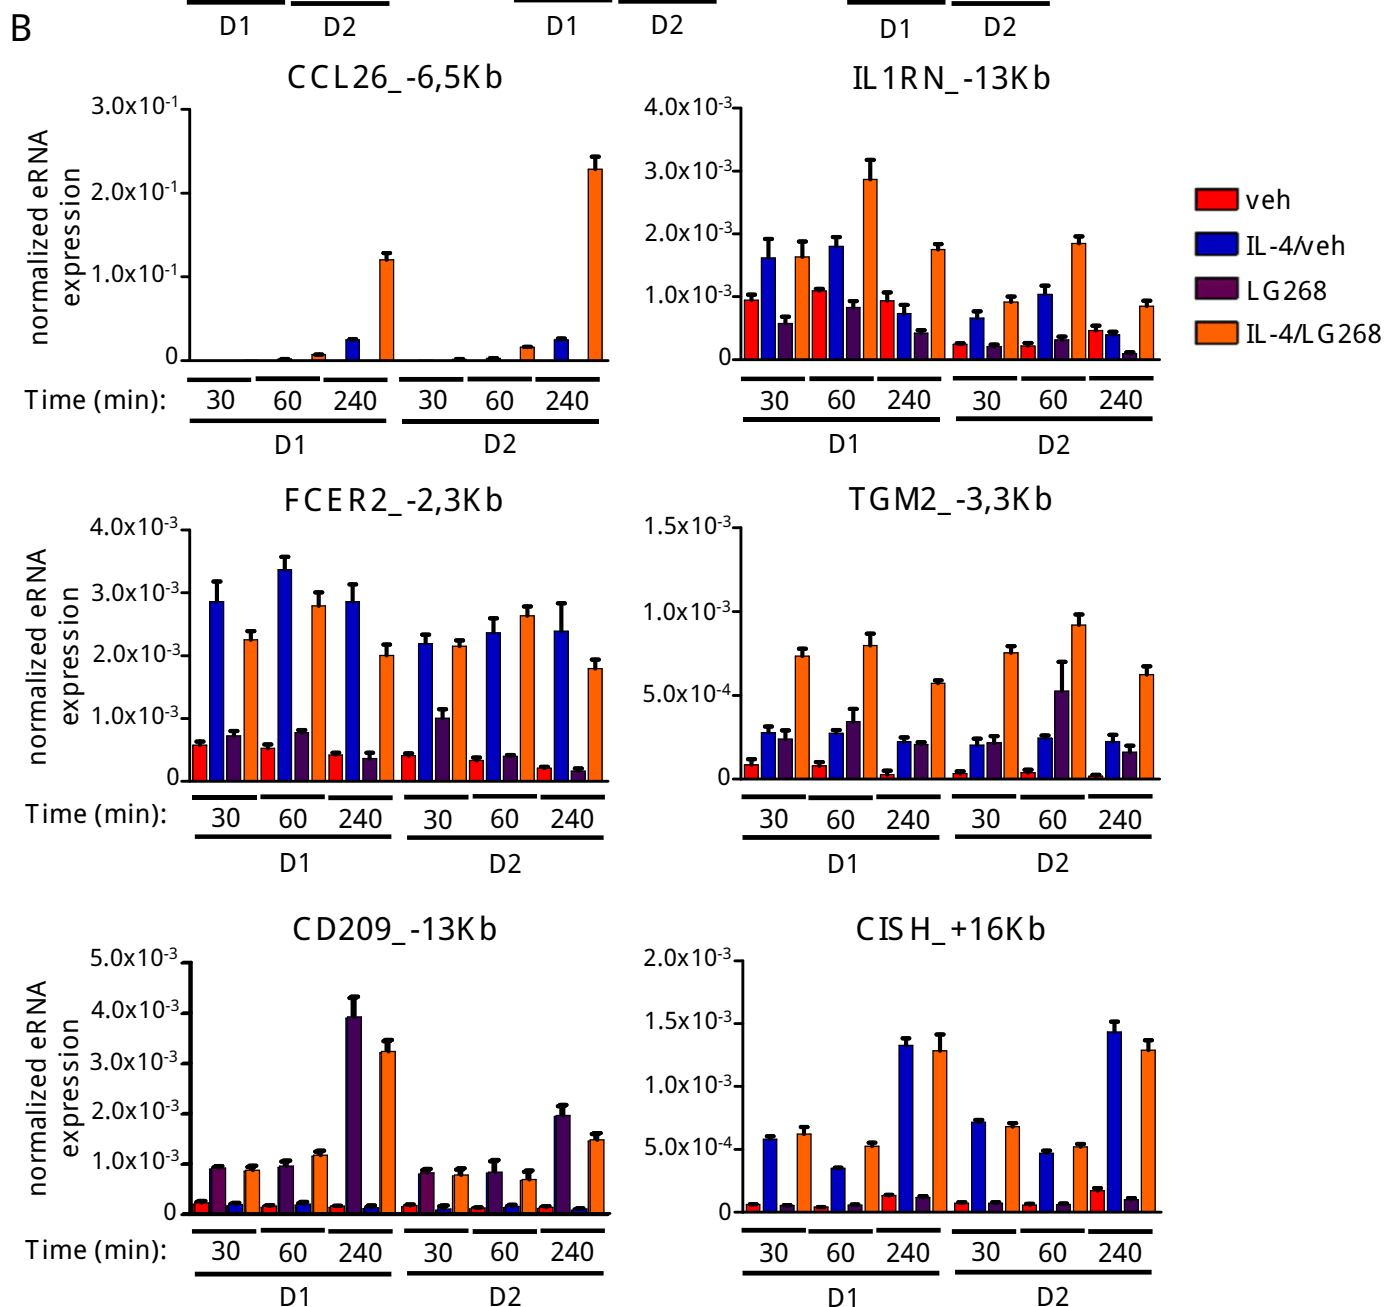 B
D1 D2 D1 D2 D1 D2
CCL26_-6,5Kb
normalized eRNA
expression
3.0x10⁻¹
2.0x10⁻¹
1.0x10⁻¹
0
Time (min): 30 60 240 30 60 240
D1 D2
IL1RN_-13Kb
4.0x10⁻³
3.0x10⁻³
2.0x10⁻³
1.0x10⁻³
0
30 60 240 30 60 240
D1 D2
veh
IL-4/veh
LG268
IL-4/LG268
FCER2_-2,3Kb
normalized eRNA
expression
4.0x10⁻³
3.0x10⁻³
2.0x10⁻³
1.0x10⁻³
0
Time (min): 30 60 240 30 60 240
D1 D2
TGM2_-3,3Kb
1.5x10⁻³
1.0x10⁻³
5.0x10⁻⁴
0
30 60 240 30 60 240
D1 D2
CD209_-13Kb
normalized eRNA
expression
5.0x10⁻³
4.0x10⁻³
3.0x10⁻³
2.0x10⁻³
1.0x10⁻³
0
Time (min): 30 60 240 30 60 240
D1 D2
CISH_+16Kb
2.0x10⁻³
1.5x10⁻³
1.0x10⁻³
5.0x10⁻⁴
0
30 60 240 30 60 240
D1 D2